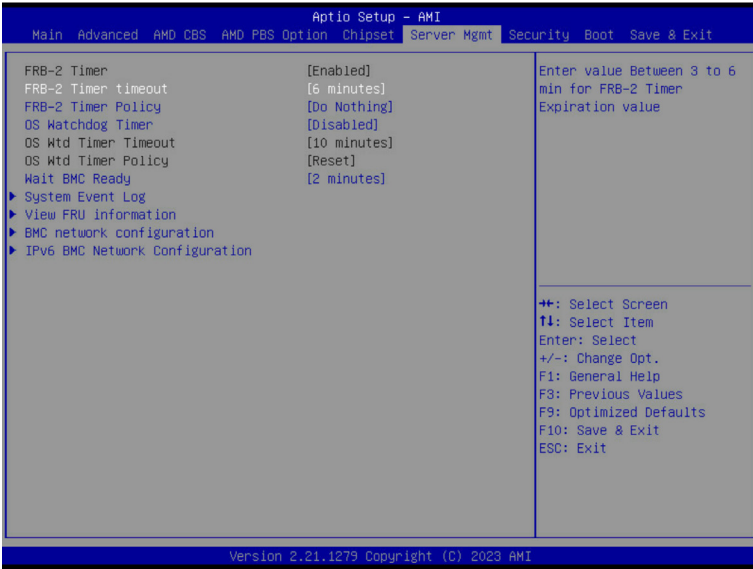 Aptio Setup - AMI
Main Advanced AMD CBS AMD PBS Option Chipset Server Mgmt Security Boot Save & Exit
FRB-2 Timer [Enabled]
FRB-2 Timer timeout [6 minutes]
FRB-2 Timer Policy [Do Nothing]
OS Watchdog Timer [Disabled]
OS Wtd Timer Timeout [10 minutes]
OS Wtd Timer Policy [Reset]
Wait BMC Ready [2 minutes]
System Event Log
View FRU information
BMC network configuration
IPv6 BMC Network Configuration
Enter value Between 3 to 6
min for FRB-2 Timer
Expiration value
→←: Select Screen
↑↓: Select Item
Enter: Select
+/-: Change Opt.
F1: General Help
F3: Previous Values
F9: Optimized Defaults
F10: Save & Exit
ESC: Exit
Version 2.21.1279 Copyright (C) 2023 AMI